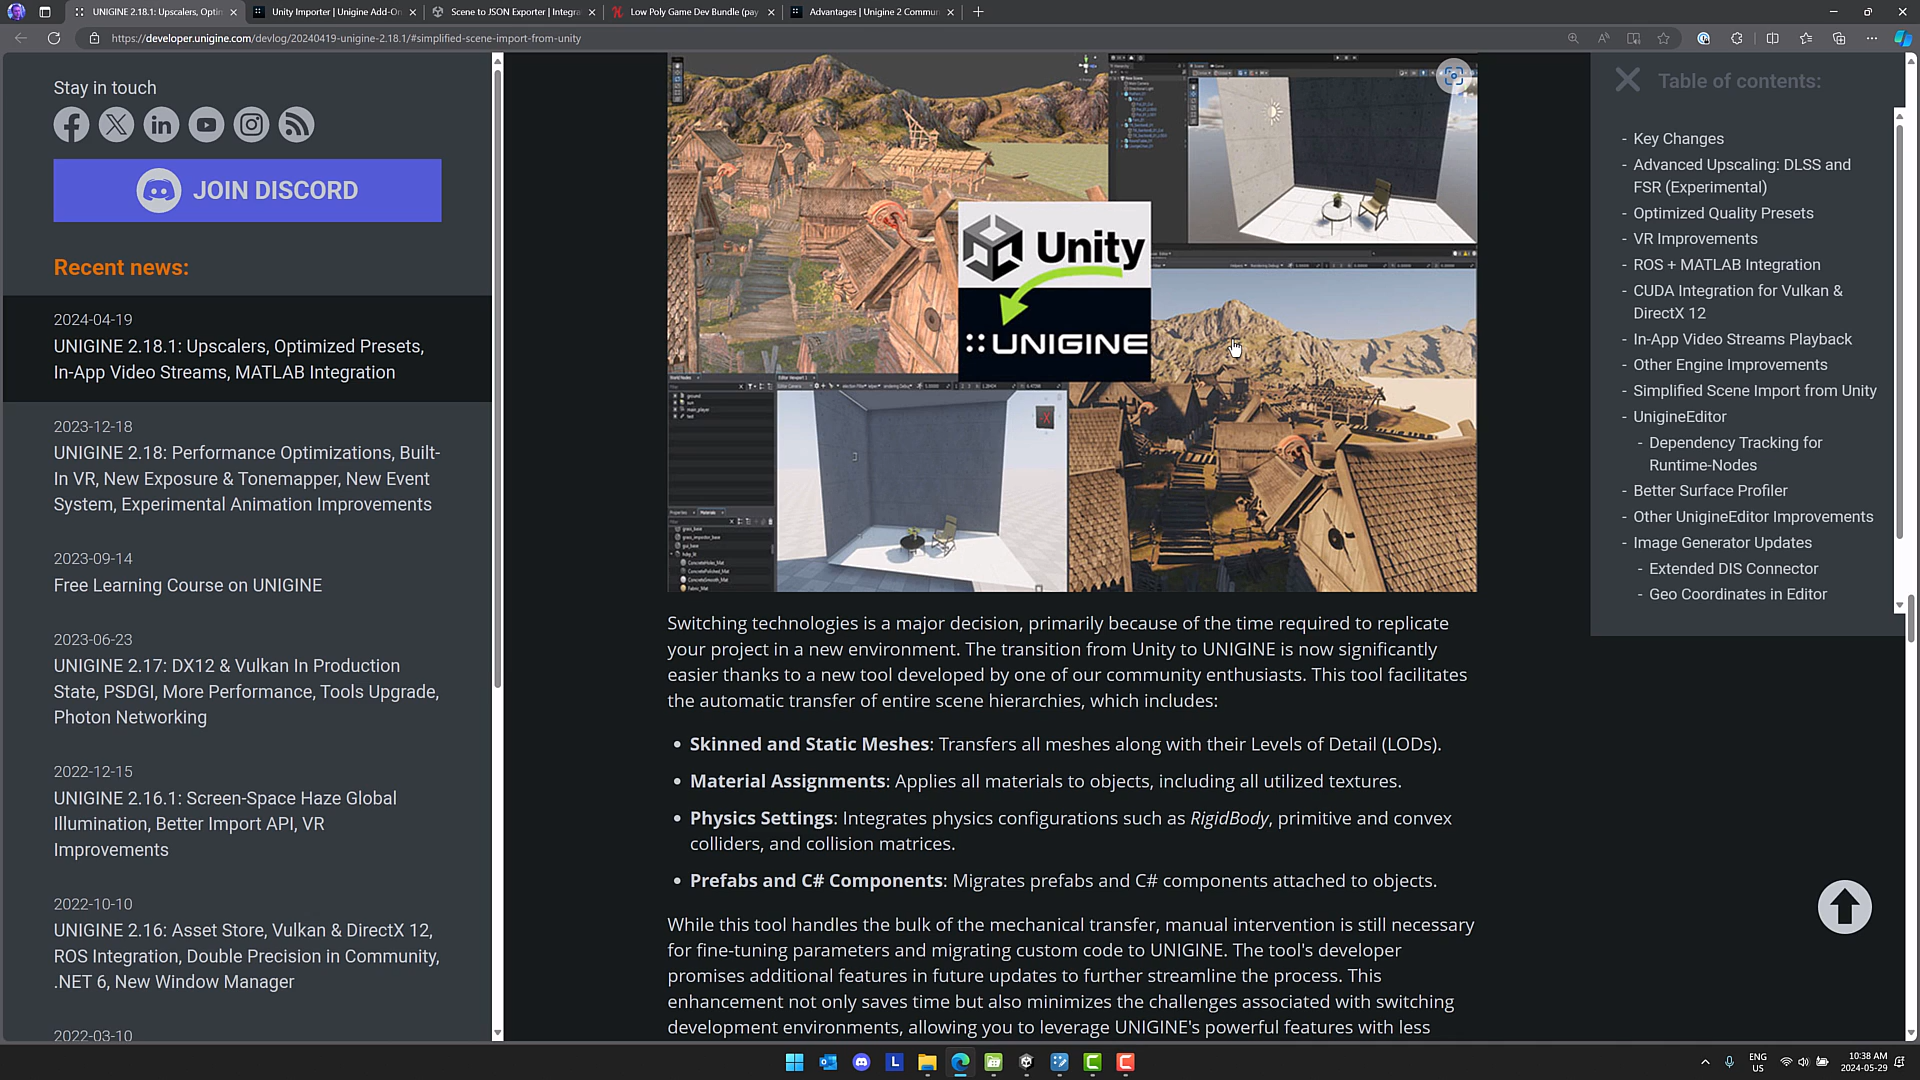 UNIGINE 2.18.1: Upscalers, Optim
Unity Importer | Unigine Add-On
Scene to JSON Exporter | Integra
Low Poly Game Dev Bundle (pay
Advantages | Unigine 2 Commun
https://developer.unigine.com/devlog/20240419-unigine-2.18.1/#simplified-scene-import-from-unity
Stay in touch
JOIN DISCORD
Recent news:
2024-04-19
UNIGINE 2.18.1: Upscalers, Optimized Presets,
In-App Video Streams, MATLAB Integration
2023-12-18
UNIGINE 2.18: Performance Optimizations, Built-
In VR, New Exposure & Tonemapper, New Event
System, Experimental Animation Improvements
2023-09-14
Free Learning Course on UNIGINE
2023-06-23
UNIGINE 2.17: DX12 & Vulkan In Production
State, PSDGI, More Performance, Tools Upgrade,
Photon Networking
2022-12-15
UNIGINE 2.16.1: Screen-Space Haze Global
Illumination, Better Import API, VR
Improvements
2022-10-10
UNIGINE 2.16: Asset Store, Vulkan & DirectX 12,
ROS Integration, Double Precision in Community,
.NET 6, New Window Manager
2022-03-10
Unity
UNIGINE
Switching technologies is a major decision, primarily because of the time required to replicate
your project in a new environment. The transition from Unity to UNIGINE is now significantly
easier thanks to a new tool developed by one of our community enthusiasts. This tool facilitates
the automatic transfer of entire scene hierarchies, which includes:
• Skinned and Static Meshes: Transfers all meshes along with their Levels of Detail (LODs).
• Material Assignments: Applies all materials to objects, including all utilized textures.
• Physics Settings: Integrates physics configurations such as RigidBody, primitive and convex
colliders, and collision matrices.
• Prefabs and C# Components: Migrates prefabs and C# components attached to objects.
While this tool handles the bulk of the mechanical transfer, manual intervention is still necessary
for fine-tuning parameters and migrating custom code to UNIGINE. The tool's developer
promises additional features in future updates to further streamline the process. This
enhancement not only saves time but also minimizes the challenges associated with switching
development environments, allowing you to leverage UNIGINE's powerful features with less
Table of contents:
- Key Changes
- Advanced Upscaling: DLSS and
FSR (Experimental)
- Optimized Quality Presets
- VR Improvements
- ROS + MATLAB Integration
- CUDA Integration for Vulkan &
DirectX 12
- In-App Video Streams Playback
- Other Engine Improvements
- Simplified Scene Import from Unity
- UnigineEditor
- Dependency Tracking for
Runtime-Nodes
- Better Surface Profiler
- Other UnigineEditor Improvements
- Image Generator Updates
- Extended DIS Connector
- Geo Coordinates in Editor
ENG
US
10:38 AM
2024-05-29